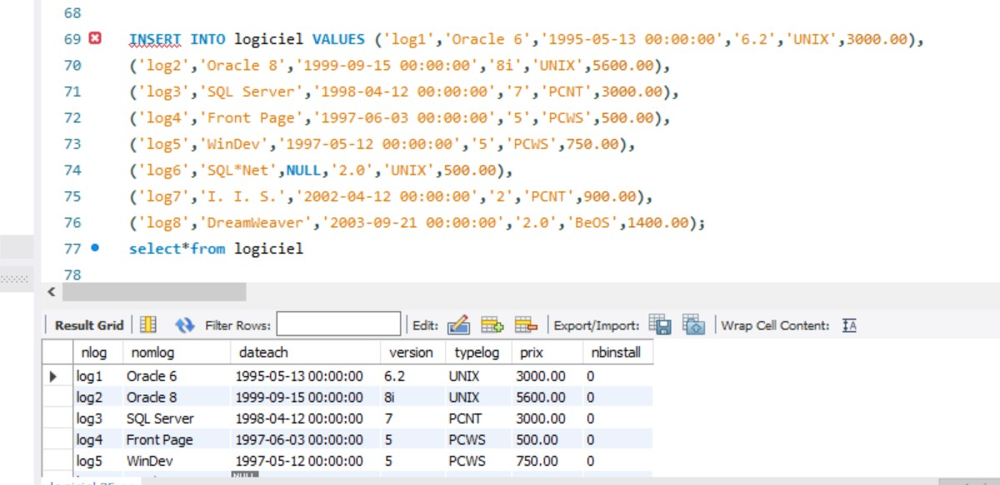 68
69 INSERT INTO logiciel VALUES ('log1','Oracle 6','1995-05-13 00:00:00','6.2','UNIX',3000.00),
70 ('log2','Oracle 8','1999-09-15 00:00:00','8i','UNIX',5600.00),
71 ('log3','SQL Server','1998-04-12 00:00:00','7','PCNT',3000.00),
72 ('log4','Front Page','1997-06-03 00:00:00','5','PCWS',500.00),
73 ('log5','WinDev','1997-05-12 00:00:00','5','PCWS',750.00),
74 ('log6','SQL*Net',NULL,'2.0','UNIX',500.00),
75 ('log7','I. I. S.','2002-04-12 00:00:00','2','PCNT',900.00),
76 ('log8','DreamWeaver','2003-09-21 00:00:00','2.0','BeOS',1400.00);
77 select*from logiciel
78
Result Grid Filter Rows: Edit: Export/Import: Wrap Cell Content:
nlog nomlog dateach version typelog prix nbinstall
log1 Oracle 6 1995-05-13 00:00:00 6.2 UNIX 3000.00 0
log2 Oracle 8 1999-09-15 00:00:00 8i UNIX 5600.00 0
log3 SQL Server 1998-04-12 00:00:00 7 PCNT 3000.00 0
log4 Front Page 1997-06-03 00:00:00 5 PCWS 500.00 0
log5 WinDev 1997-05-12 00:00:00 5 PCWS 750.00 0
NULL